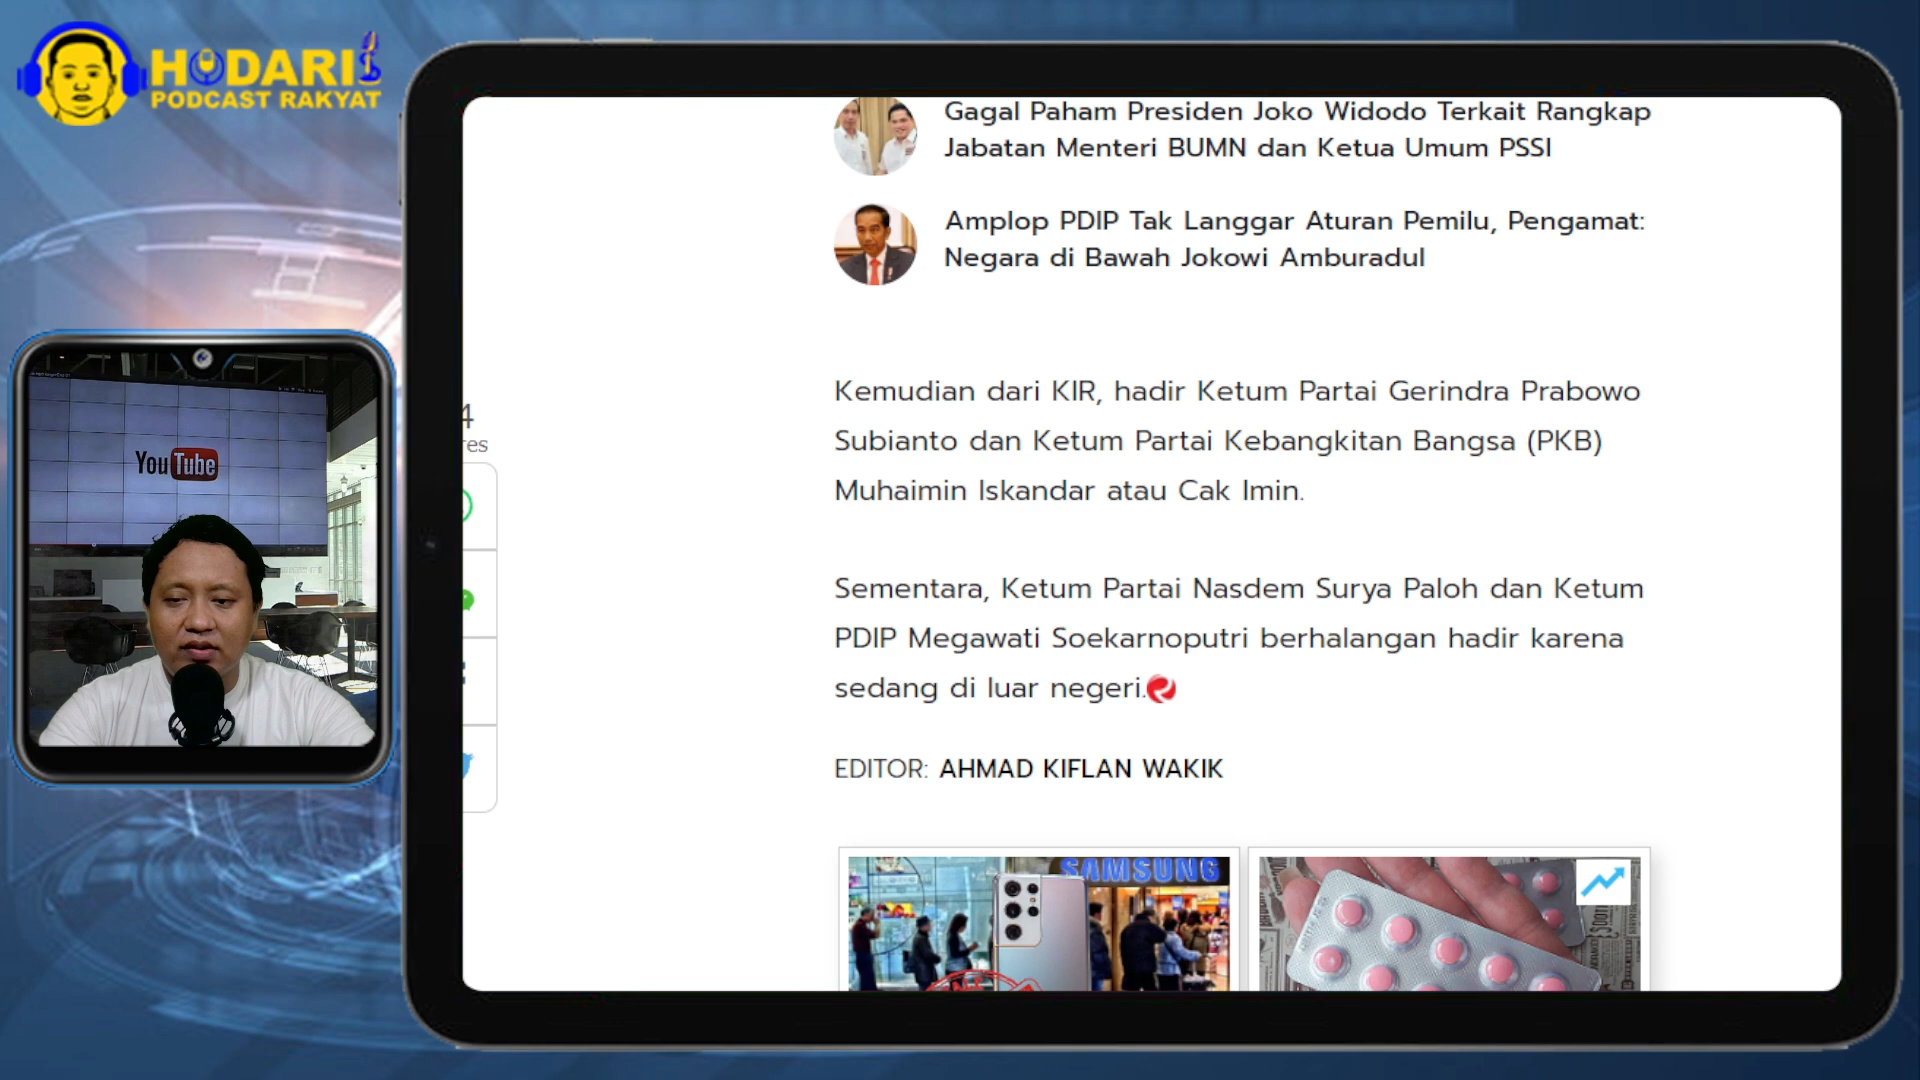 HODARI
PODCAST RAKYAT
Gagal Paham Presiden Joko Widodo Terkait Rangkap
Jabatan Menteri BUMN dan Ketua Umum PSSI
Amplop PDIP Tak Langgar Aturan Pemilu, Pengamat:
Negara di Bawah Jokowi Amburadul
4
res
Kemudian dari KIR, hadir Ketum Partai Gerindra Prabowo
Subianto dan Ketum Partai Kebangkitan Bangsa (PKB)
Muhaimin Iskandar atau Cak Imin.
Sementara, Ketum Partai Nasdem Surya Paloh dan Ketum
PDIP Megawati Soekarnoputri berhalangan hadir karena
sedang di luar negeri.
EDITOR: AHMAD KIFLAN WAKIK
YouTube
SAMSUNG